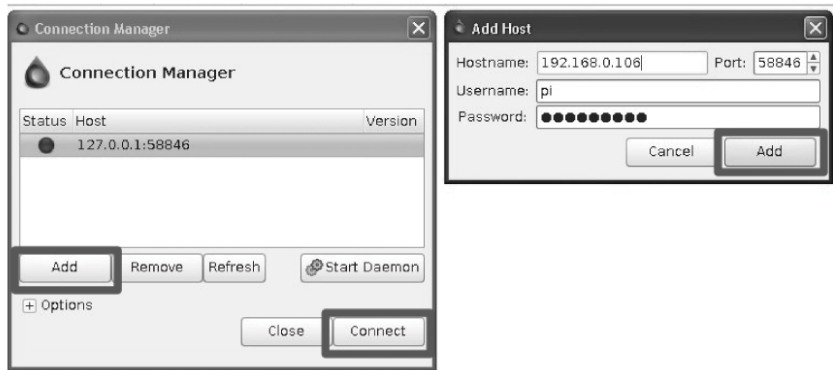 Connection Manager
Connection Manager
Status Host Version
127.0.0.1:58846
Add Remove Refresh Start Daemon
+ Options
Close Connect
Add Host
Hostname: 192.168.0.106 Port: 58846
Username: pi
Password: ●●●●●●●●●
Cancel Add